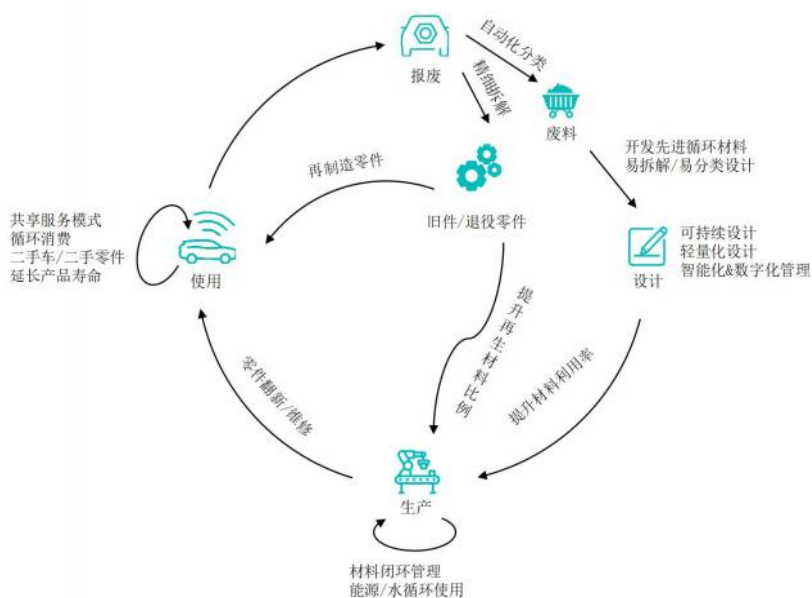 报废
自动化分类
精细拆解
废料
开发先进循环材料
易拆解/易分类设计
再制造零件
旧件/退役零件
共享服务模式
循环消费
二手车/二手零件
延长产品寿命
使用
可持续设计
轻量化设计
智能化&数字化管理
设计
提升再生材料比例
提升材料利用率
零件翻新/维修
生产
材料闭环管理
能源/水循环使用